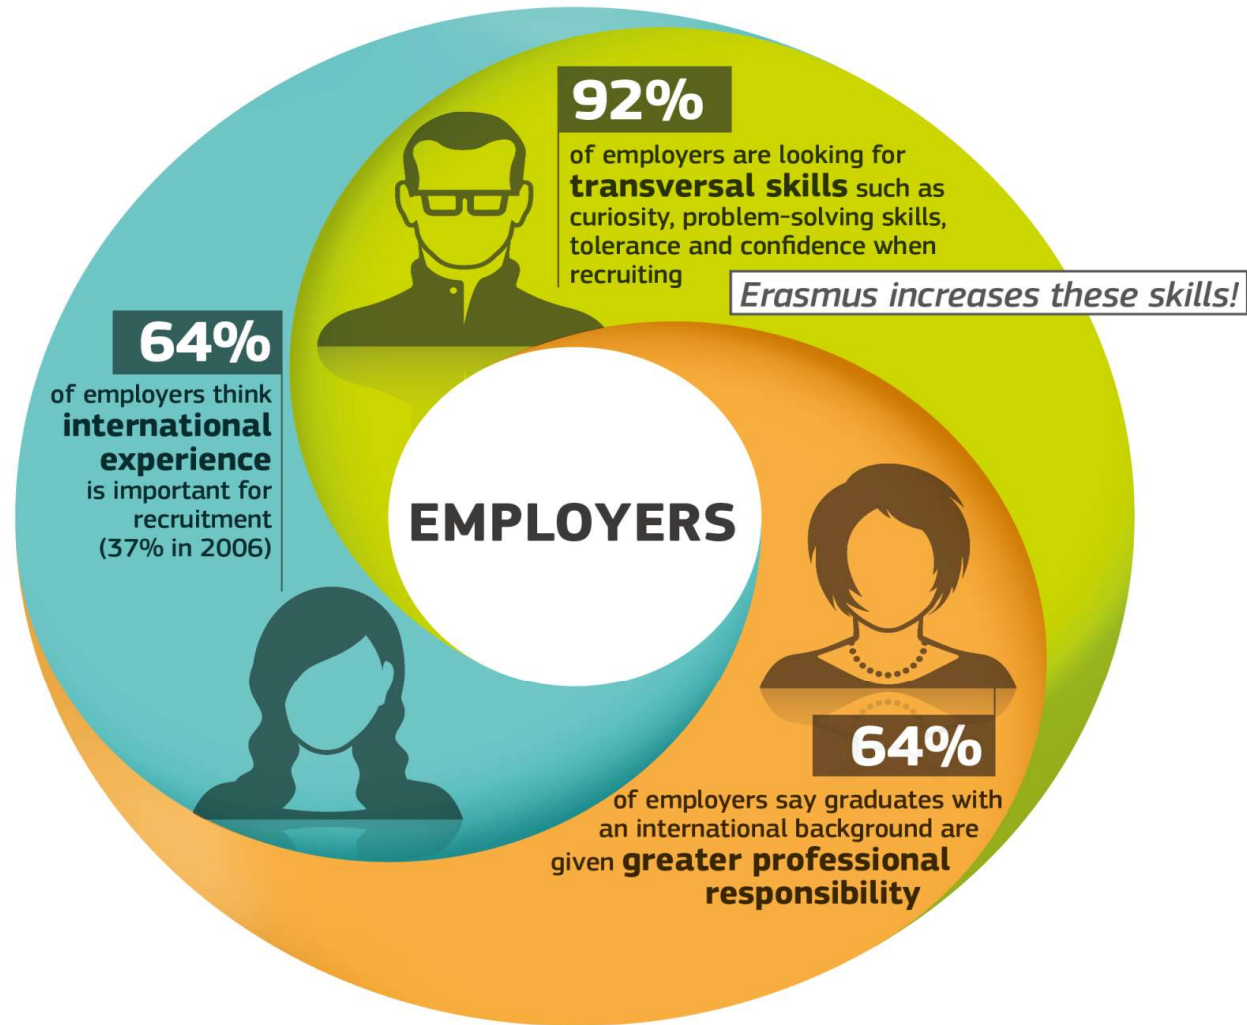 92%
of employers are looking for
transversal skills such as
curiosity, problem-solving skills,
tolerance and confidence when
recruiting
Erasmus increases these skills!
64%
of employers think
international
experience
is important for
recruitment
(37% in 2006)
EMPLOYERS
64%
of employers say graduates with
an international background are
given greater professional
responsibility